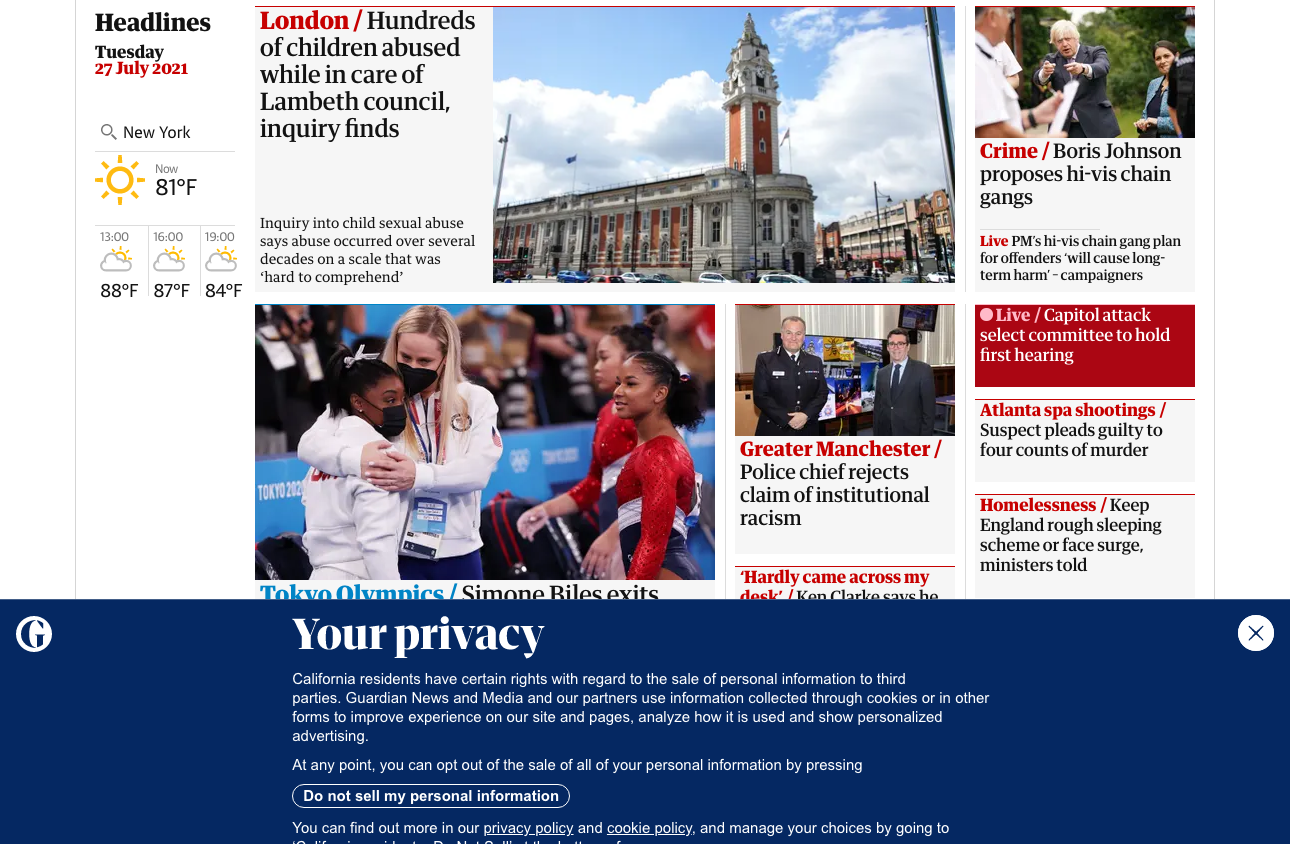 Headlines
Tuesday
27 July 2021
New York
Now
81°F
13:00
16:00
19:00
88°F
87°F
84°F
London / Hundreds
of children abused
while in care of
Lambeth council,
inquiry finds
Inquiry into child sexual abuse
says abuse occurred over several
decades on a scale that was
‘hard to comprehend’
Crime / Boris Johnson
proposes hi-vis chain
gangs
Live PM’s hi-vis chain gang plan
for offenders ‘will cause long-
term harm’ – campaigners
TOKYO 2020
Tokyo Olympics / Simone Biles exits
Greater Manchester /
Police chief rejects
claim of institutional
racism
‘Hardly came across my
desk’ / Ken Clarke says he
Live / Capitol attack
select committee to hold
first hearing
Atlanta spa shootings /
Suspect pleads guilty to
four counts of murder
Homelessness / Keep
England rough sleeping
scheme or face surge,
ministers told
Your privacy
California residents have certain rights with regard to the sale of personal information to third
parties. Guardian News and Media and our partners use information collected through cookies or in other
forms to improve experience on our site and pages, analyze how it is used and show personalized
advertising.
At any point, you can opt out of the sale of all of your personal information by pressing
Do not sell my personal information
You can find out more in our privacy policy and cookie policy, and manage your choices by going to